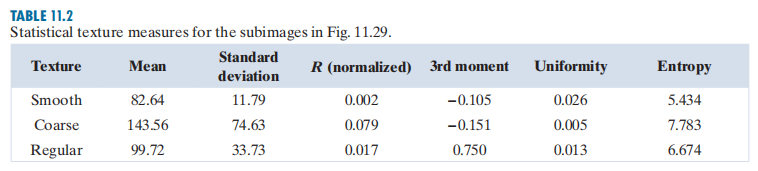 TABLE 11.2
Statistical texture measures for the subimages in Fig. 11.29.
Texture Mean Standard deviation R (normalized) 3rd moment Uniformity Entropy
Smooth 82.64 11.79 0.002 −0.105 0.026 5.434
Coarse 143.56 74.63 0.079 −0.151 0.005 7.783
Regular 99.72 33.73 0.017 0.750 0.013 6.674